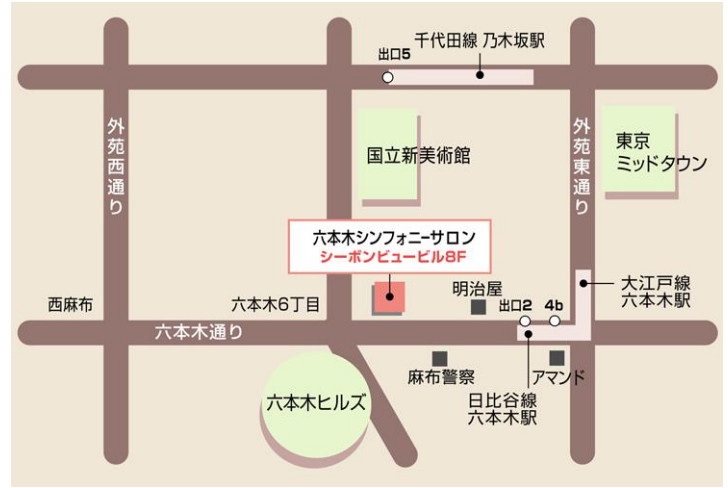 千代田線 乃木坂駅
出口5
外苑西通り
国立新美術館
外苑東通り
東京
ミッドタウン
六本木シンフォニーサロン
シーボンビュービル8F
大江戸線
六本木駅
明治屋
西麻布
六本木6丁目
出口2
4b
六本木通り
麻布警察
アマンド
日比谷線
六本木駅
六本木ヒルズ